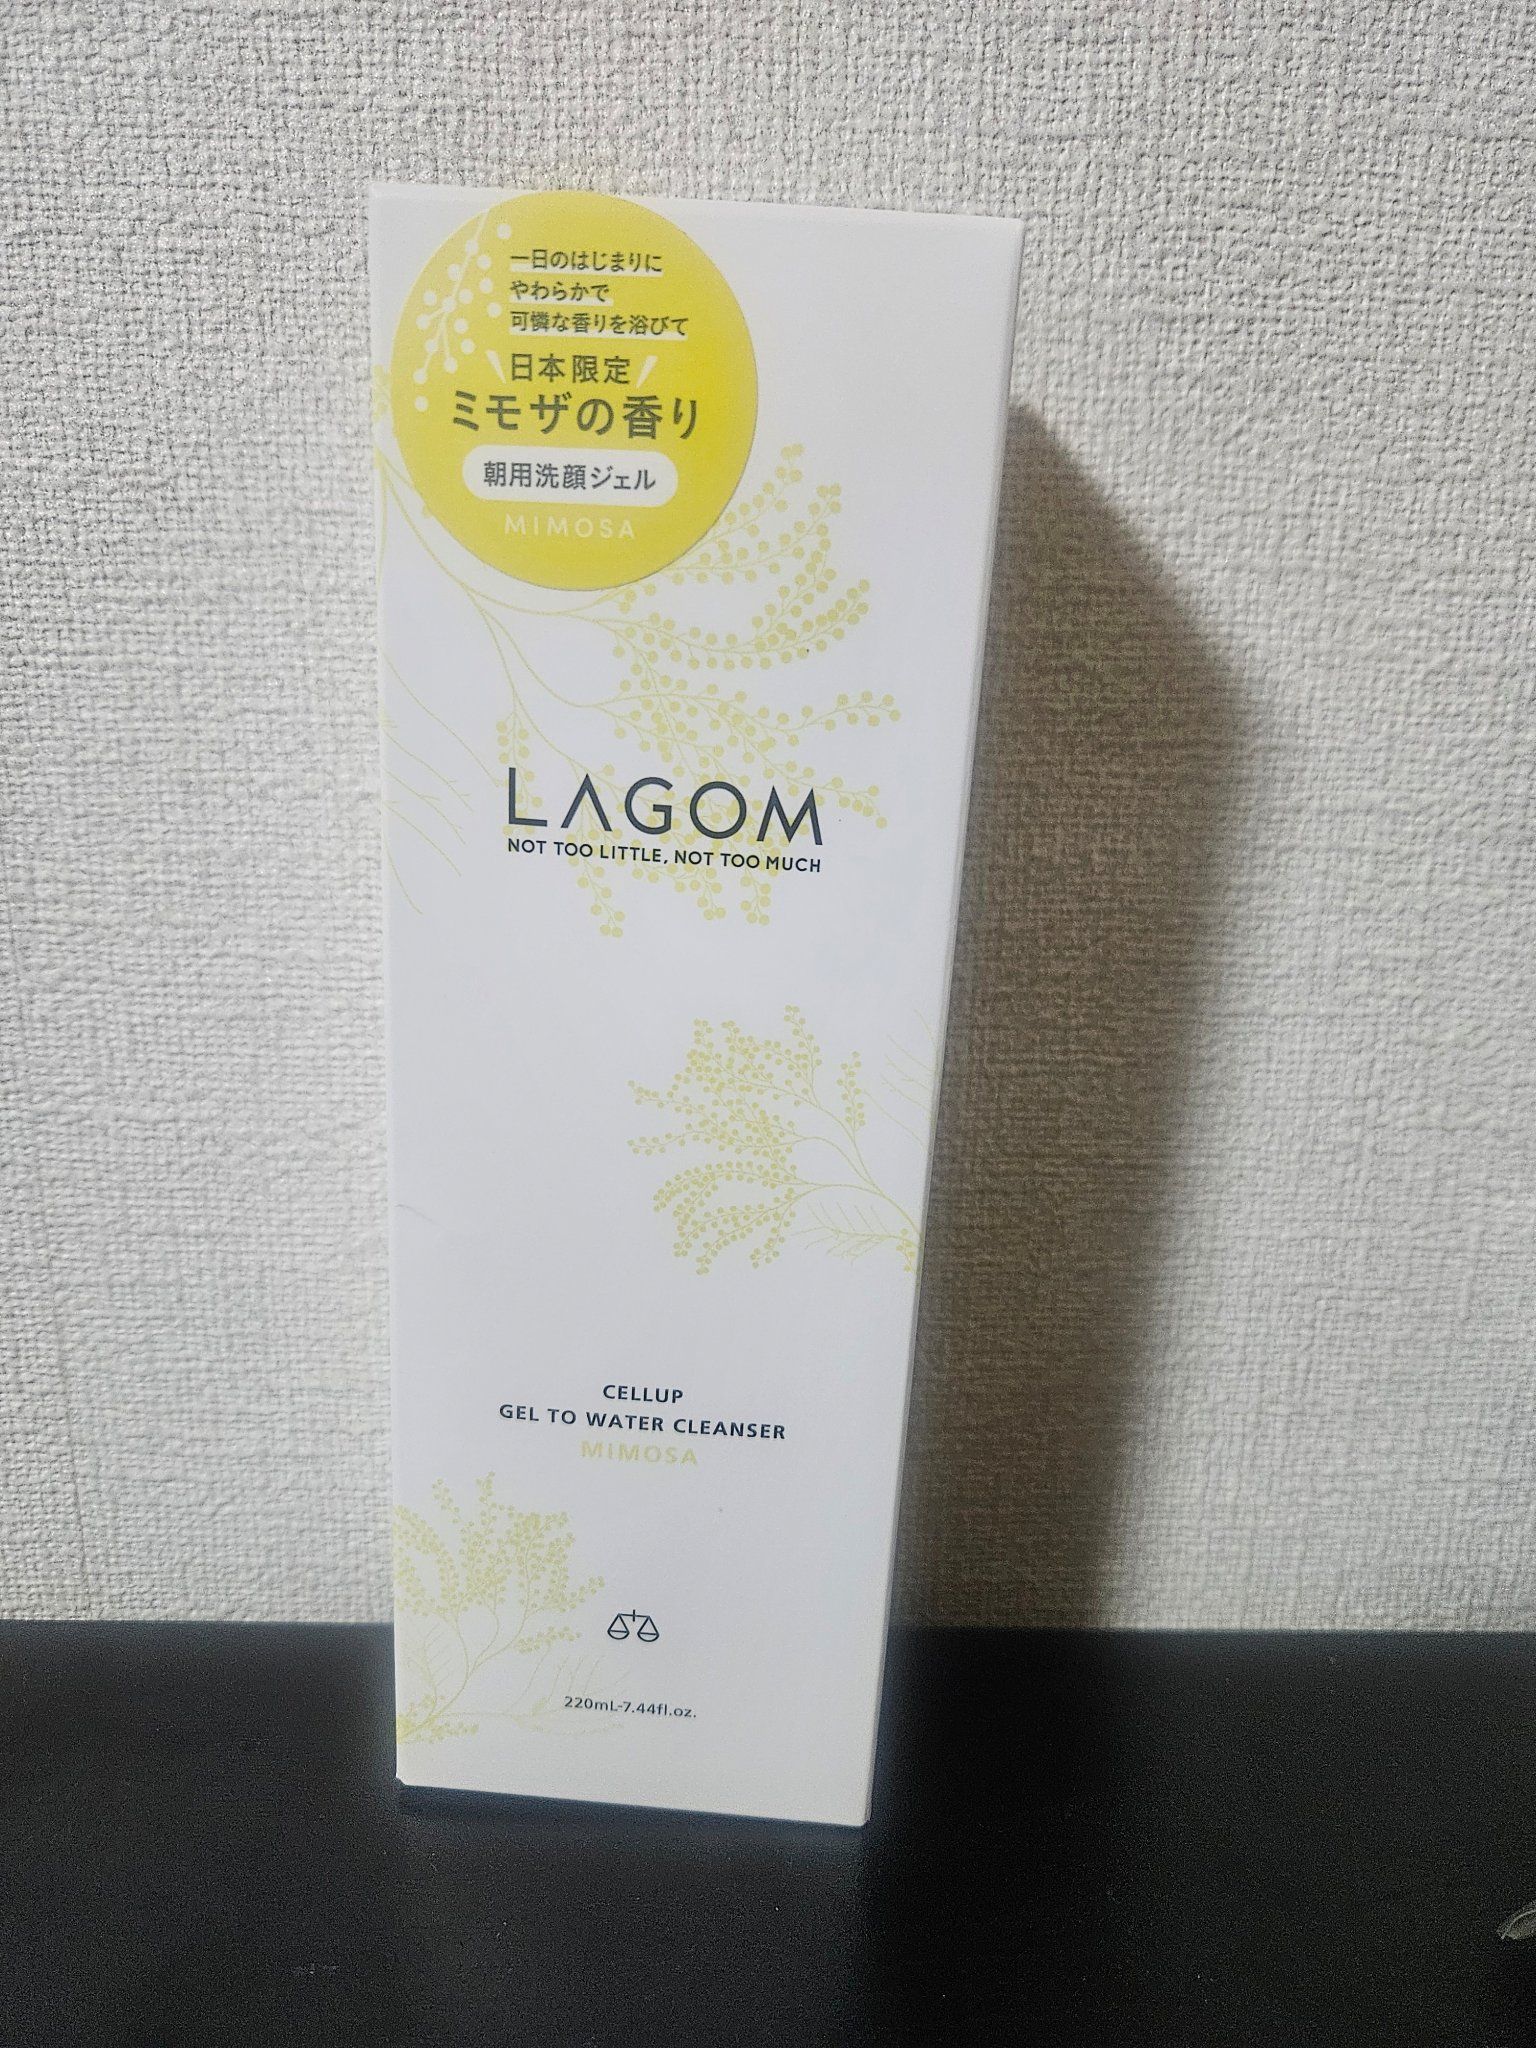 一日のはじまりに
やわらかで
可憐な香りを浴びて
日本限定
ミモザの香り
朝用洗顔ジェル
MIMOSA
LAGOM
NOT TOO LITTLE, NOT TOO MUCH
CELLUP
GEL TO WATER CLEANSER
MIMOSA
220mL-7.44fl.oz.